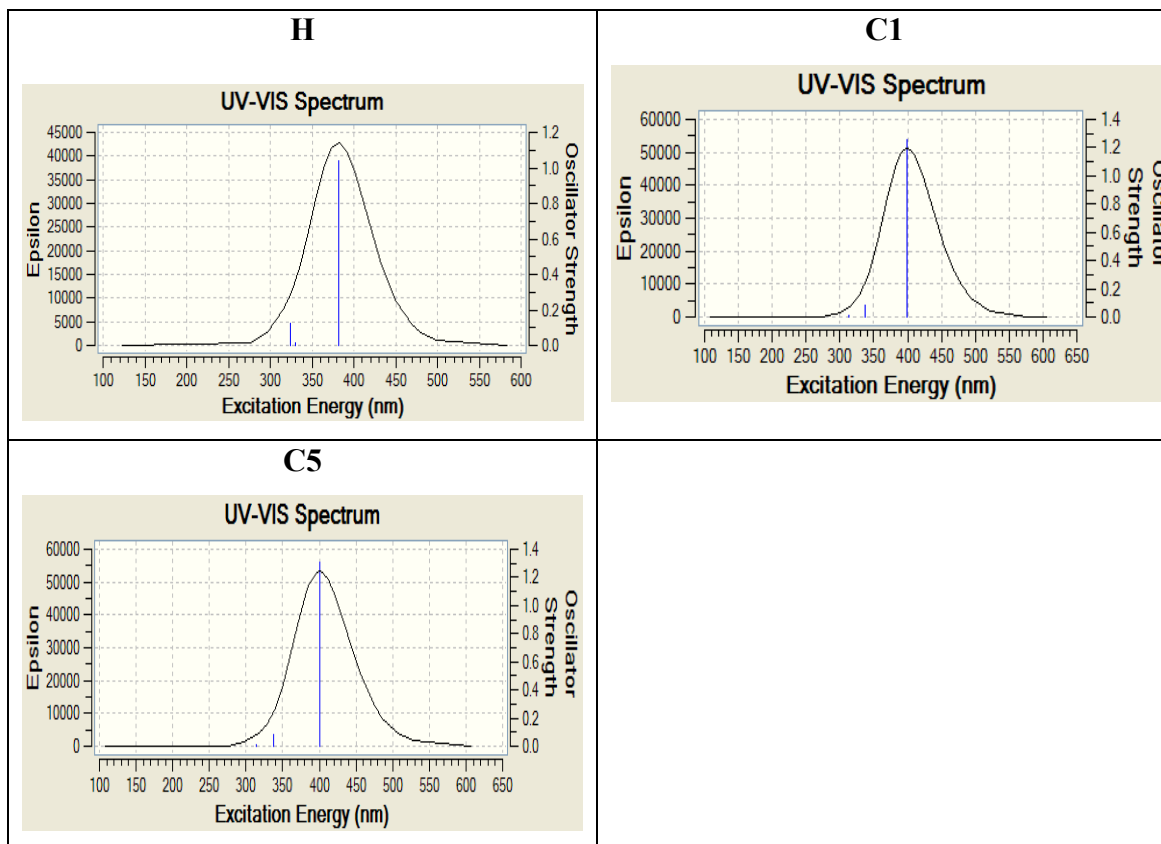 H
UV-VIS Spectrum
Epsilon
45000
40000
35000
30000
25000
20000
15000
10000
5000
0
1.2
1.0
0.8
0.6
0.4
0.2
0.0
Oscillator Strength
100 150 200 250 300 350 400 450 500 550 600
Excitation Energy (nm)
C1
UV-VIS Spectrum
Epsilon
60000
50000
40000
30000
20000
10000
0
1.4
1.2
1.0
0.8
0.6
0.4
0.2
0.0
Oscillator
Strength
100 150 200 250 300 350 400 450 500 550 600 650
Excitation Energy (nm)
C5
UV-VIS Spectrum
Epsilon
60000
50000
40000
30000
20000
10000
0
1.4
1.2
1.0
0.8
0.6
0.4
0.2
0.0
Oscillator
Strength
100 150 200 250 300 350 400 450 500 550 600 650
Excitation Energy (nm)